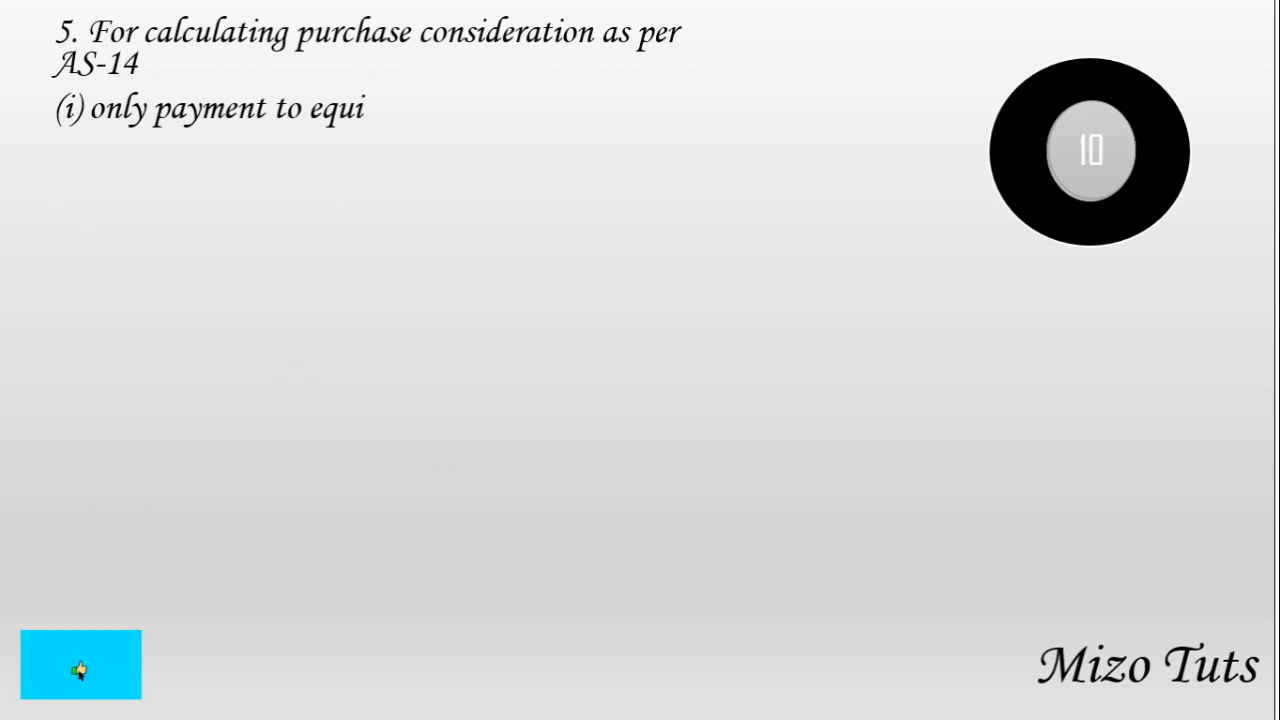 5. For calculating purchase consideration as per
AS-14
(i) only payment to equi
10
Mizo Tuts